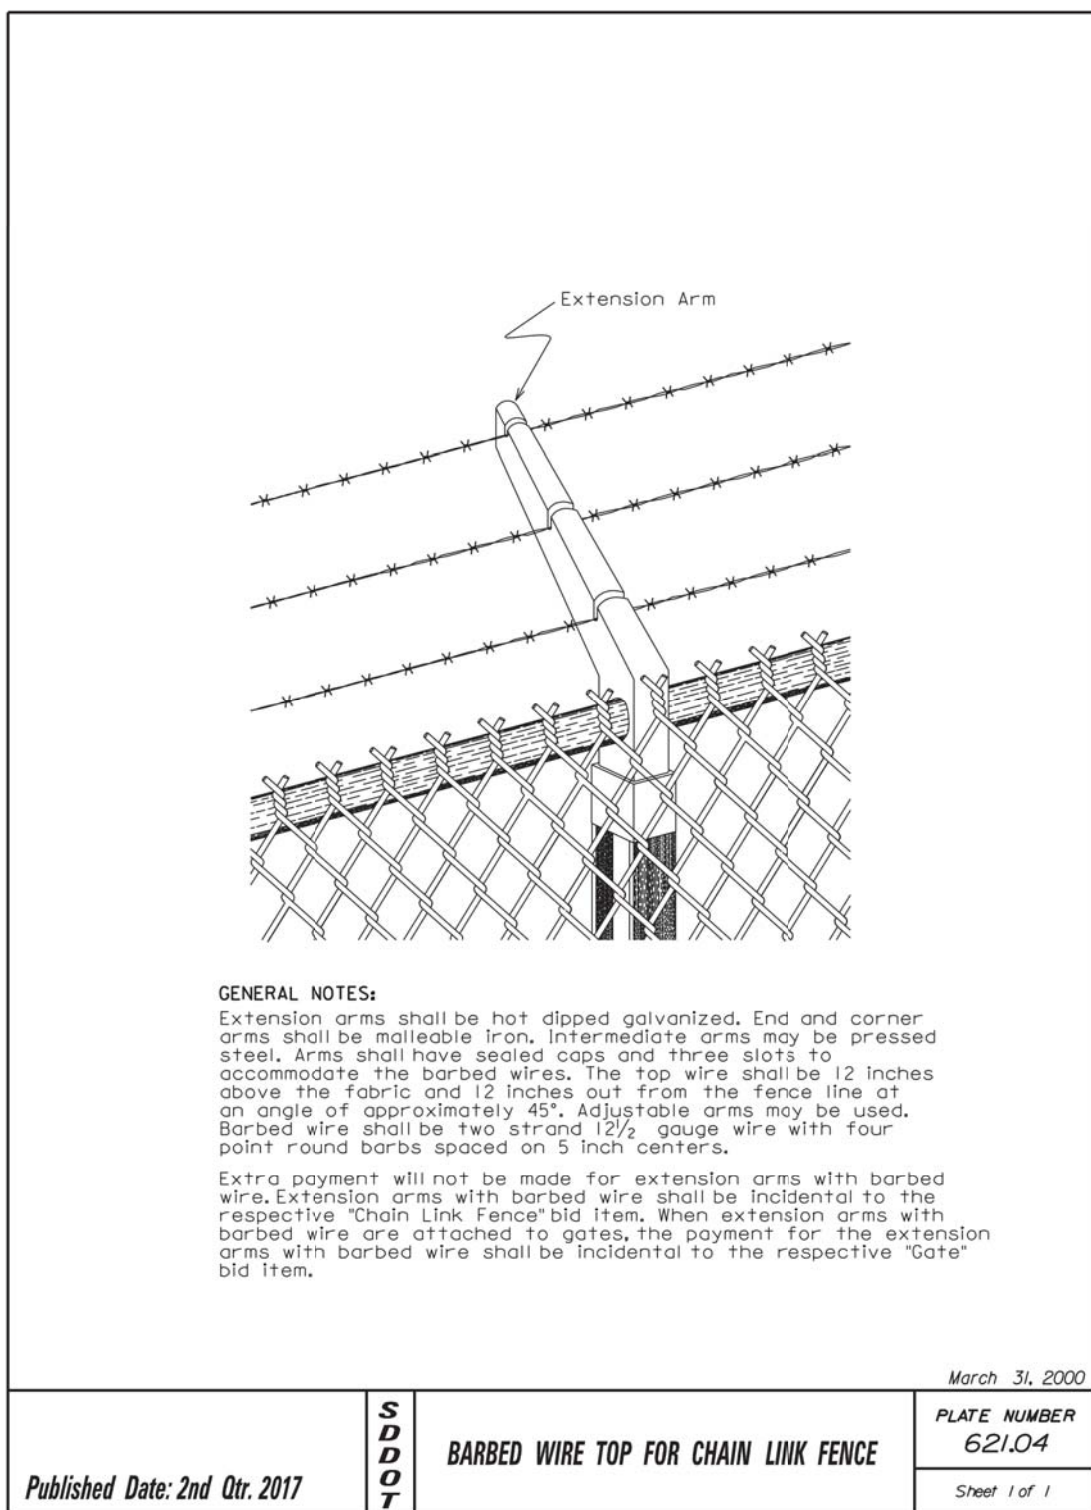 Extension Arm
GENERAL NOTES:
Extension arms shall be hot dipped galvanized. End and corner
arms shall be malleable iron. Intermediate arms may be pressed
steel. Arms shall have sealed caps and three slots to
accommodate the barbed wires. The top wire shall be 12 inches
above the fabric and 12 inches out from the fence line at
an angle of approximately 45°. Adjustable arms may be used.
Barbed wire shall be two strand 12½ gauge wire with four
point round barbs spaced on 5 inch centers.
Extra payment will not be made for extension arms with barbed
wire. Extension arms with barbed wire shall be incidental to the
respective "Chain Link Fence" bid item. When extension arms with
barbed wire are attached to gates, the payment for the extension
arms with barbed wire shall be incidental to the respective "Gate"
bid item.
March 31, 2000
Published Date: 2nd Qtr. 2017
SDDOT
BARBED WIRE TOP FOR CHAIN LINK FENCE
PLATE NUMBER
621.04
Sheet 1 of 1